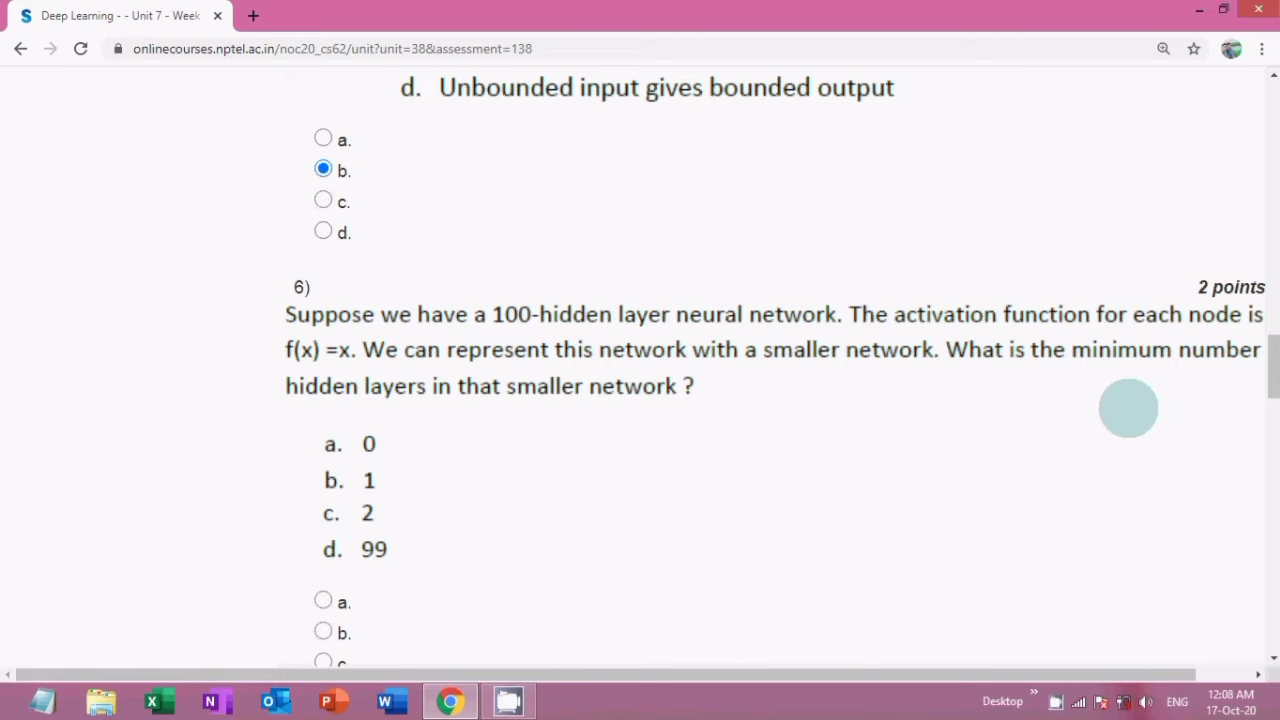 Deep Learning - - Unit 7 - Week
onlinecourses.nptel.ac.in/noc20_cs62/unit?unit=38&assessment=138
d. Unbounded input gives bounded output
a.
b.
c.
d.
6)
2 points
Suppose we have a 100-hidden layer neural network. The activation function for each node is
f(x) =x. We can represent this network with a smaller network. What is the minimum number
hidden layers in that smaller network ?
a. 0
b. 1
c. 2
d. 99
a.
b.
c.
Desktop
ENG
12:08 AM
17-Oct-20